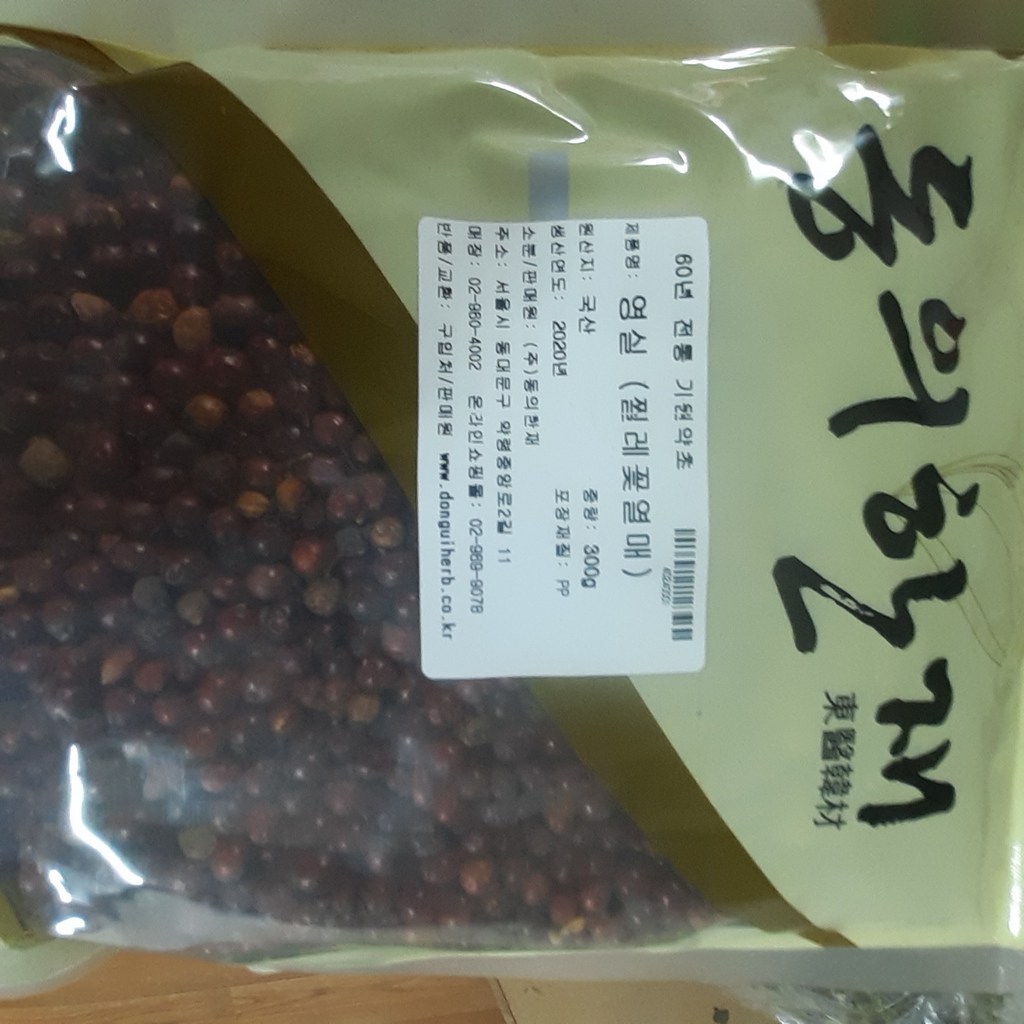 동의한재
東醫韓材
60년 전통 기원약초
제품명: 영실 (찔레꽃열매)
원산지: 국산 중량: 300g
생산연도: 2020년 포장재질: PP
소분/판매원: (주)동의한재
주소: 서울시 동대문구 약령중앙로2길 11
매장: 02-960-4002 온라인쇼핑몰: 02-969-9078
반품/교환: 구입처/판매원 www.donguiherb.co.kr